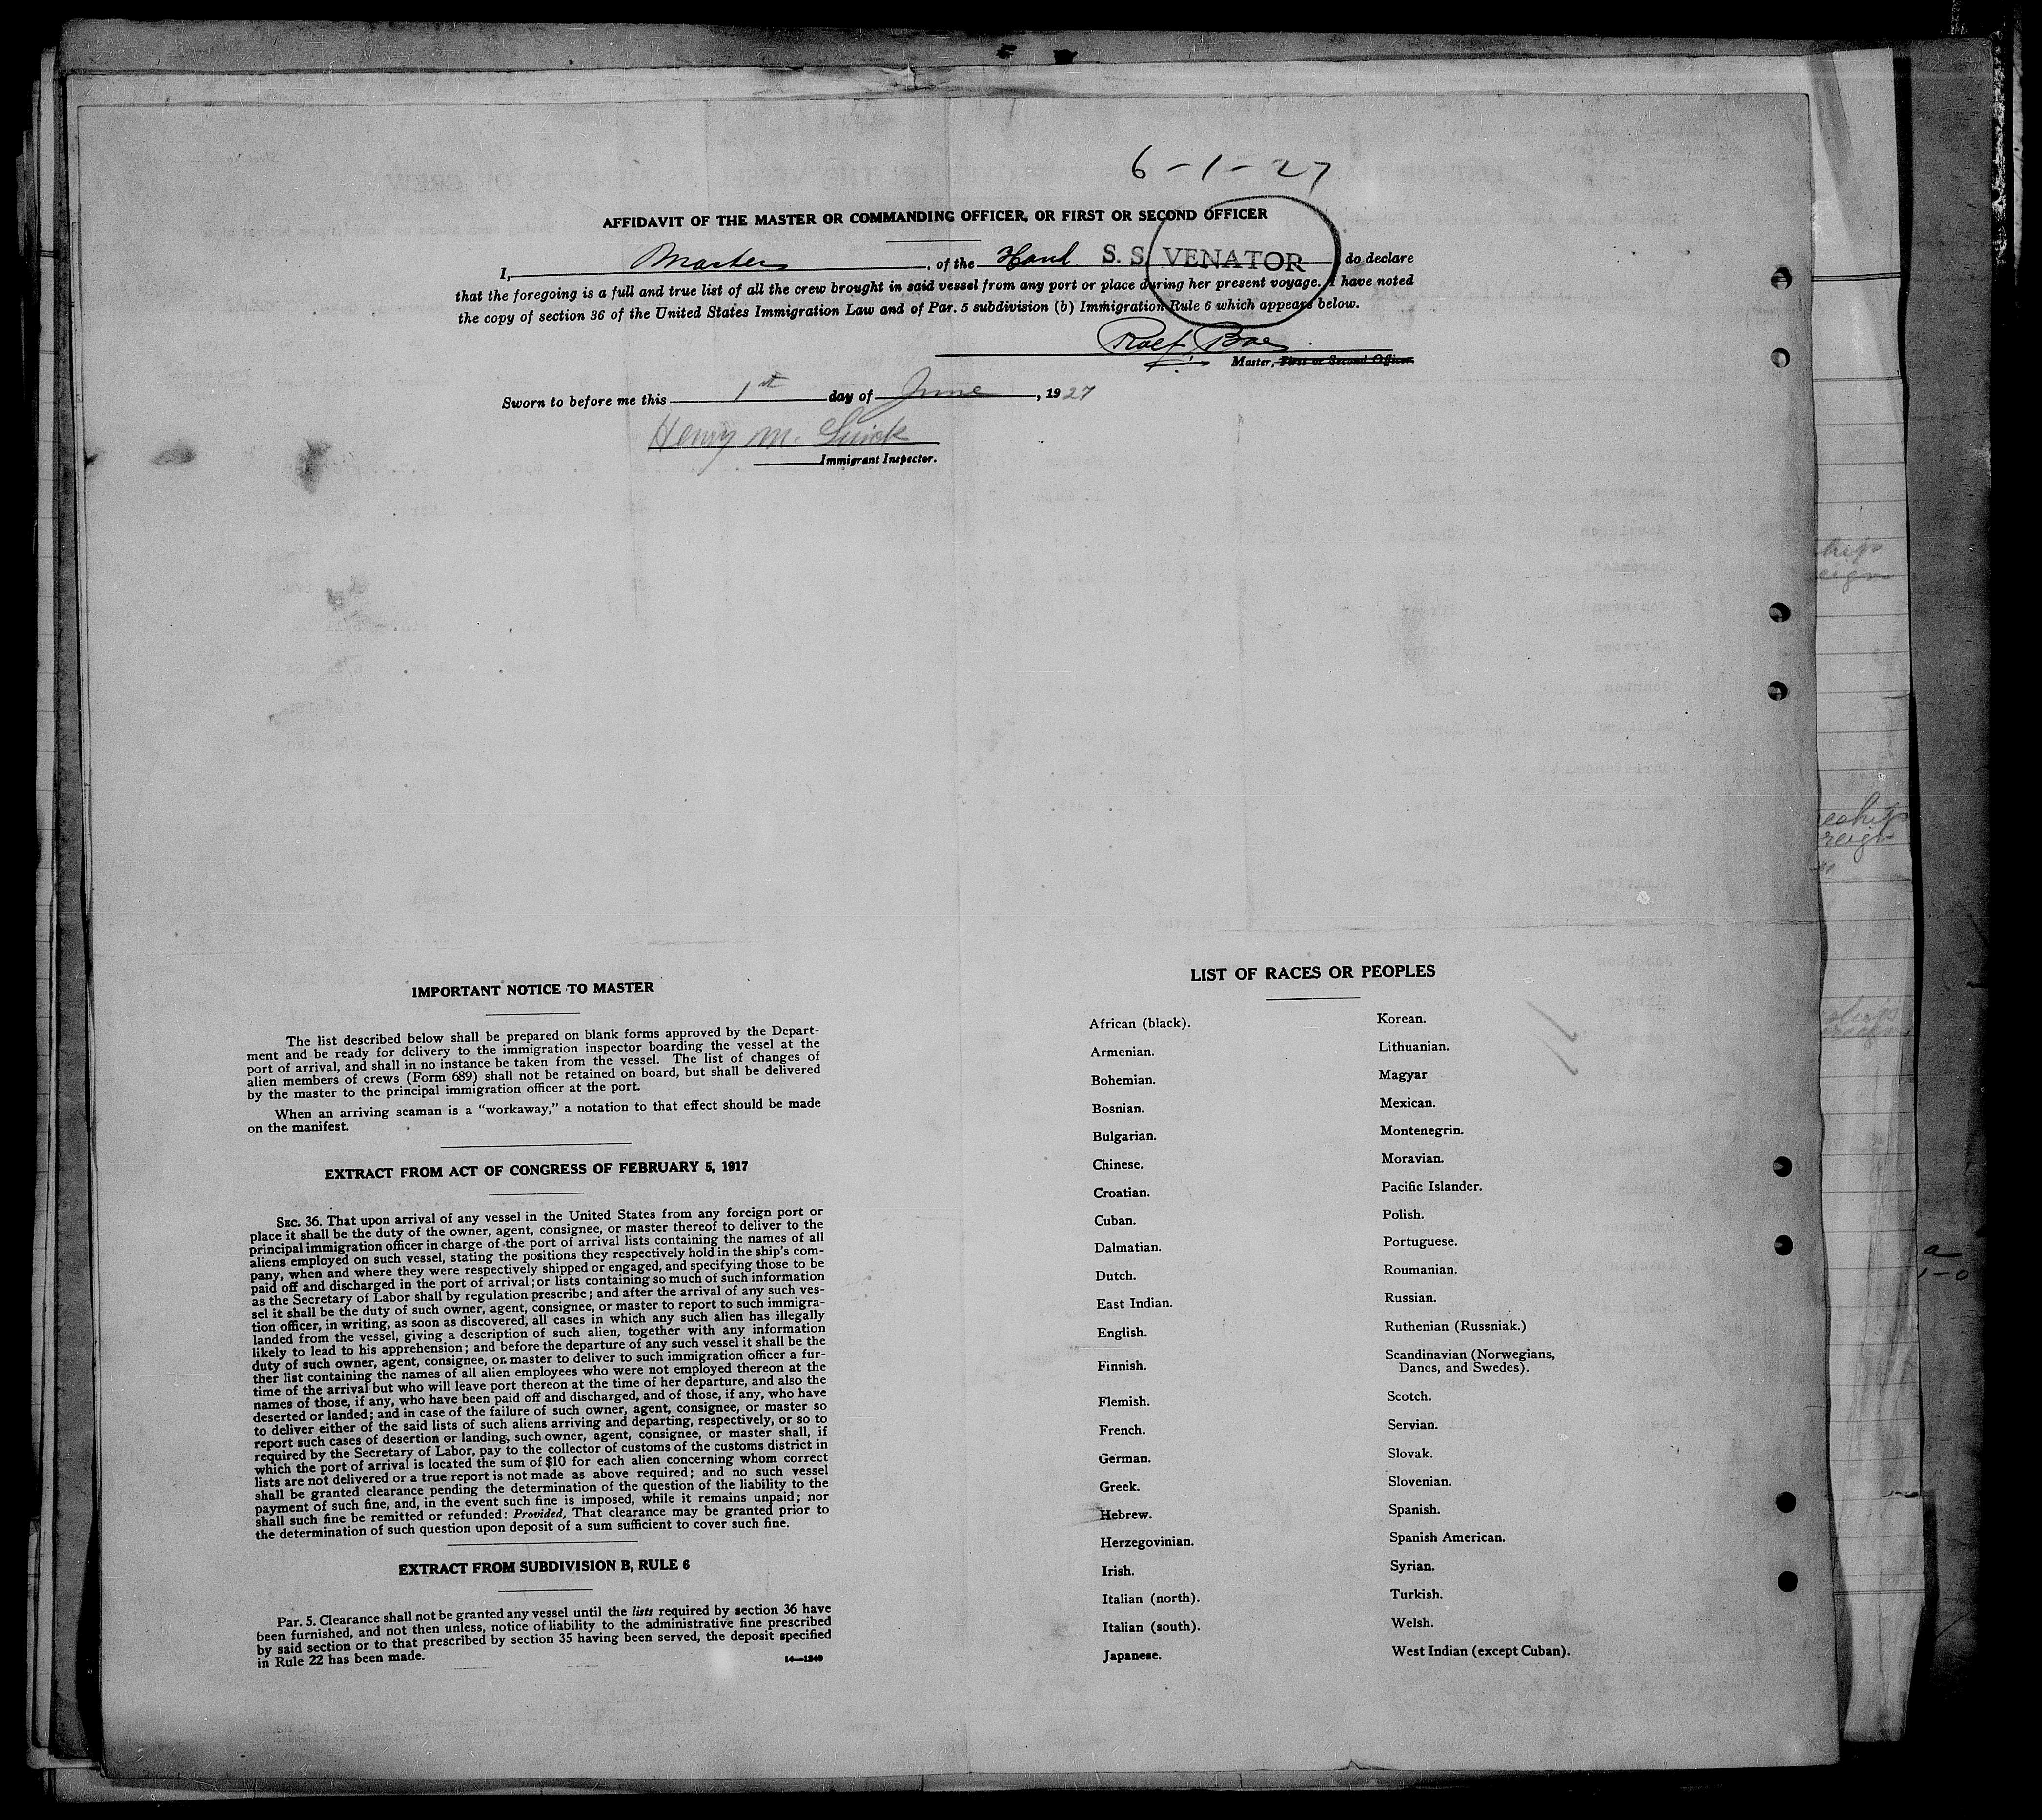 6-1-27
AFFIDAVIT OF THE MASTER OR COMMANDING OFFICER, OR FIRST OR SECOND OFFICER
I, Master, of the S. S. VENATOR do declare
that the foregoing is a full and true list of all the crew brought in said vessel from any port or place during her present voyage. I have noted
the copy of section 36 of the United States Immigration Law and of Par. 5 subdivision (b) Immigration Rule 6 which appears below.
Rolf Boe
Master, First or Second Officer.
Sworn to before me this 1st day of June, 1927
Henry M.
Immigrant Inspector.
IMPORTANT NOTICE TO MASTER
The list described below shall be prepared on blank forms approved by the Depart-
ment and be ready for delivery to the immigration inspector boarding the vessel at the
port of arrival, and shall in no instance be taken from the vessel. The list of changes of
alien members of crews (Form 689) shall not be retained on board, but shall be delivered
by the master to the principal immigration officer at the port.
When an arriving seaman is a “workaway,” a notation to that effect should be made
on the manifest.
EXTRACT FROM ACT OF CONGRESS OF FEBRUARY 5, 1917
SEC. 36. That upon arrival of any vessel in the United States from any foreign port or
place it shall be the duty of the owner, agent, consignee, or master thereof to deliver to the
principal immigration officer in charge of the port of arrival lists containing the names of all
aliens employed on such vessel, stating the positions they respectively hold in the ship's com-
pany, when and where they were respectively shipped or engaged, and specifying those to be
paid off and discharged in the port of arrival; or lists containing so much of such information
as the Secretary of Labor shall by regulation prescribe; and after the arrival of any such ves-
sel it shall be the duty of such owner, agent, consignee, or master to report to such immigra-
tion officer, in writing, as soon as discovered, all cases in which any such alien has illegally
landed from the vessel, giving a description of such alien, together with any information
likely to lead to his apprehension; and before the departure of any such vessel it shall be the
duty of such owner, agent, consignee, or master to deliver to such immigration officer a fur-
ther list containing the names of all alien employees who were not employed thereon at the
time of the arrival but who will leave port thereon at the time of her departure, and also the
names of those, if any, who have been paid off and discharged, and of those, if any, who have
deserted or landed; and in case of the failure of such owner, agent, consignee, or master so
to deliver either of the said lists of such aliens arriving and departing, respectively, or so to
report such cases of desertion or landing, such owner, agent, consignee, or master shall, if
required by the Secretary of Labor, pay to the collector of customs of the customs district in
which the port of arrival is located the sum of $10 for each alien concerning whom correct
lists are not delivered or a true report is not made as above required; and no such vessel
shall be granted clearance pending the determination of the question of the liability to the
payment of such fine, and, in the event such fine is imposed, while it remains unpaid; nor
shall such fine be remitted or refunded: Provided, That clearance may be granted prior to
the determination of such question upon deposit of a sum sufficient to cover such fine.
EXTRACT FROM SUBDIVISION B, RULE 6
Par. 5. Clearance shall not be granted any vessel until the lists required by section 36 have
been furnished, and not then unless, notice of liability to the administrative fine prescribed
by said section or to that prescribed by section 35 having been served, the deposit specified
in Rule 22 has been made.
14—1240
LIST OF RACES OR PEOPLES
African (black).
Armenian.
Bohemian.
Bosnian.
Bulgarian.
Chinese.
Croatian.
Cuban.
Dalmatian.
Dutch.
East Indian.
English.
Finnish.
Flemish.
French.
German.
Greek.
Hebrew.
Herzegovinian.
Irish.
Italian (north).
Italian (south).
Japanese.
Korean.
Lithuanian.
Magyar
Mexican.
Montenegrin.
Moravian.
Pacific Islander.
Polish.
Portuguese.
Roumanian.
Russian.
Ruthenian (Russniak.)
Scandinavian (Norwegians,
Danes, and Swedes).
Scotch.
Servian.
Slovak.
Slovenian.
Spanish.
Spanish American.
Syrian.
Turkish.
Welsh.
West Indian (except Cuban).